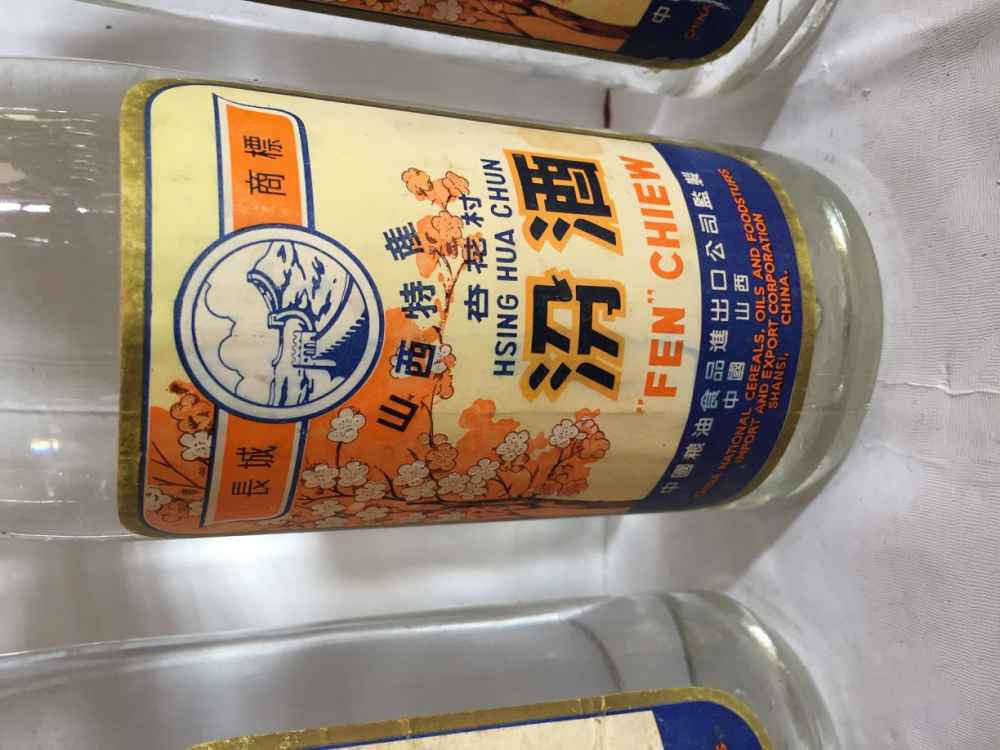 長城 商標
山西特產
杏花村
HSING HUA CHUN
汾酒
"FEN" CHIEW
中國糧油食品進出口公司監製
中國 山西
CHINA NATIONAL CEREALS, OILS AND FOODSTUFFS
IMPORT AND EXPORT CORPORATION
SHANSI, CHINA.
中
CHINA